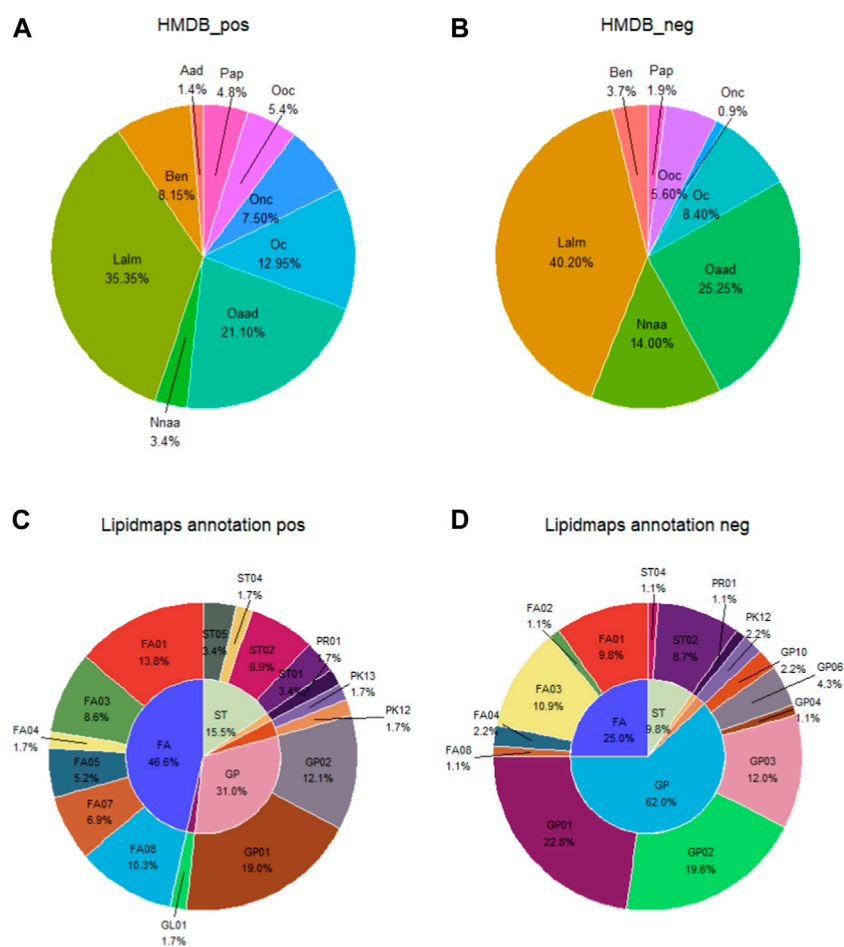 A
HMDB_pos
Aad
1.4%
Pap
4.8%
Ooc
5.4%
Onc
7.50%
Oc
12.95%
Oaad
21.10%
Nnaa
3.4%
Lalm
35.35%
Ben
8.15%
B
HMDB_neg
Ben
3.7%
Pap
1.9%
Onc
0.9%
Ooc
5.60%
Oc
8.40%
Oaad
25.25%
Nnaa
14.00%
Lalm
40.20%
C
Lipidmaps annotation pos
ST04
1.7%
ST05
3.4%
ST02
6.9%
PR01
1.7%
ST01
3.4%
PK13
1.7%
PK12
1.7%
GP02
12.1%
GP01
19.0%
GL01
1.7%
FA08
10.3%
FA07
6.9%
FA05
5.2%
FA04
1.7%
FA03
8.6%
FA01
13.8%
FA
46.6%
ST
15.5%
GP
31.0%
D
Lipidmaps annotation neg
ST04
1.1%
ST02
8.7%
PR01
1.1%
PK12
2.2%
GP10
2.2%
GP06
4.3%
GP04
1.1%
GP03
12.0%
GP02
19.6%
GP01
22.8%
FA08
1.1%
FA04
2.2%
FA03
10.9%
FA02
1.1%
FA01
9.8%
FA
25.0%
ST
9.8%
GP
62.0%